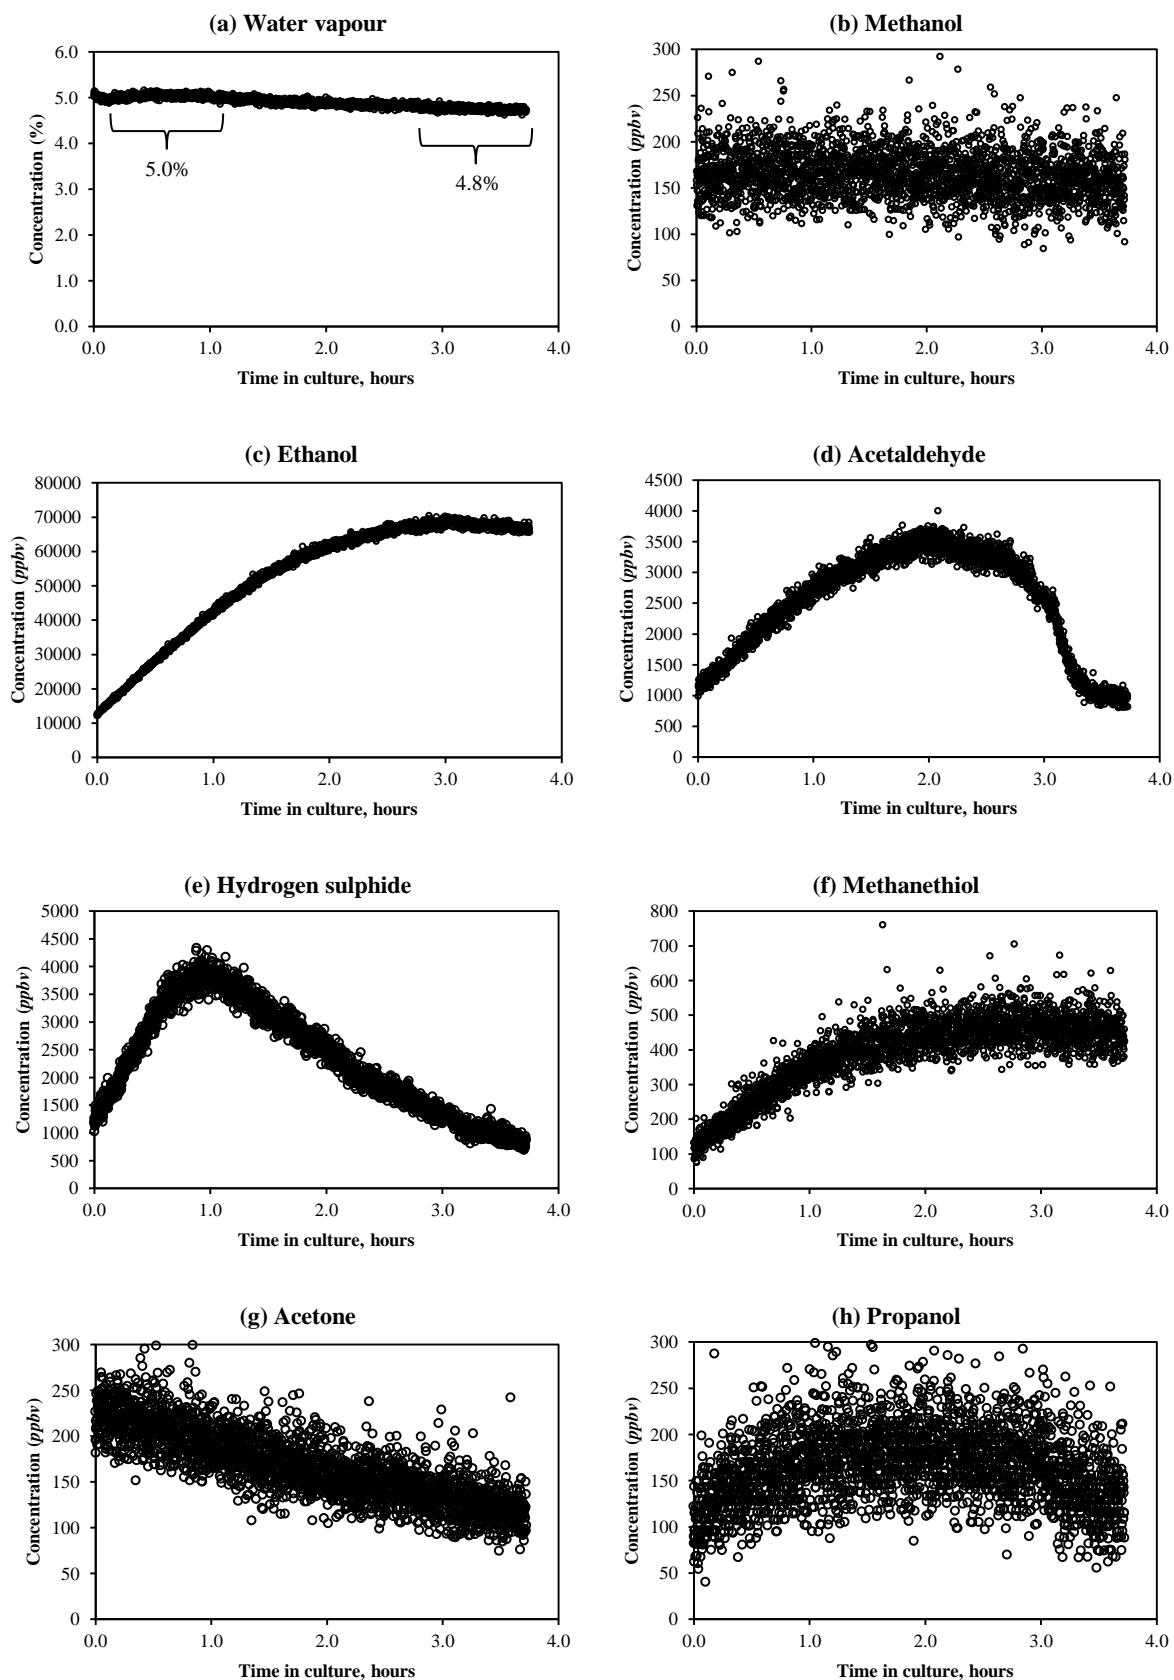 (a) Water vapour
6.0
5.0
4.0
3.0
2.0
1.0
0.0
Concentration (%)
5.0%
4.8%
0.0 1.0 2.0 3.0 4.0
Time in culture, hours
(b) Methanol
300
250
200
150
100
50
0
Concentration (ppbv)
0.0 1.0 2.0 3.0 4.0
Time in culture, hours
(c) Ethanol
80000
70000
60000
50000
40000
30000
20000
10000
0
Concentration (ppbv)
0.0 1.0 2.0 3.0 4.0
Time in culture, hours
(d) Acetaldehyde
4500
4000
3500
3000
2500
2000
1500
1000
500
0
Concentration (ppbv)
0.0 1.0 2.0 3.0 4.0
Time in culture, hours
(e) Hydrogen sulphide
5000
4500
4000
3500
3000
2500
2000
1500
1000
500
0
Concentration (ppbv)
0.0 1.0 2.0 3.0 4.0
Time in culture, hours
(f) Methanethiol
800
700
600
500
400
300
200
100
0
Concentration (ppbv)
0.0 1.0 2.0 3.0 4.0
Time in culture, hours
(g) Acetone
300
250
200
150
100
50
0
Concentration (ppbv)
0.0 1.0 2.0 3.0 4.0
Time in culture, hours
(h) Propanol
300
250
200
150
100
50
0
Concentration (ppbv)
0.0 1.0 2.0 3.0 4.0
Time in culture, hours